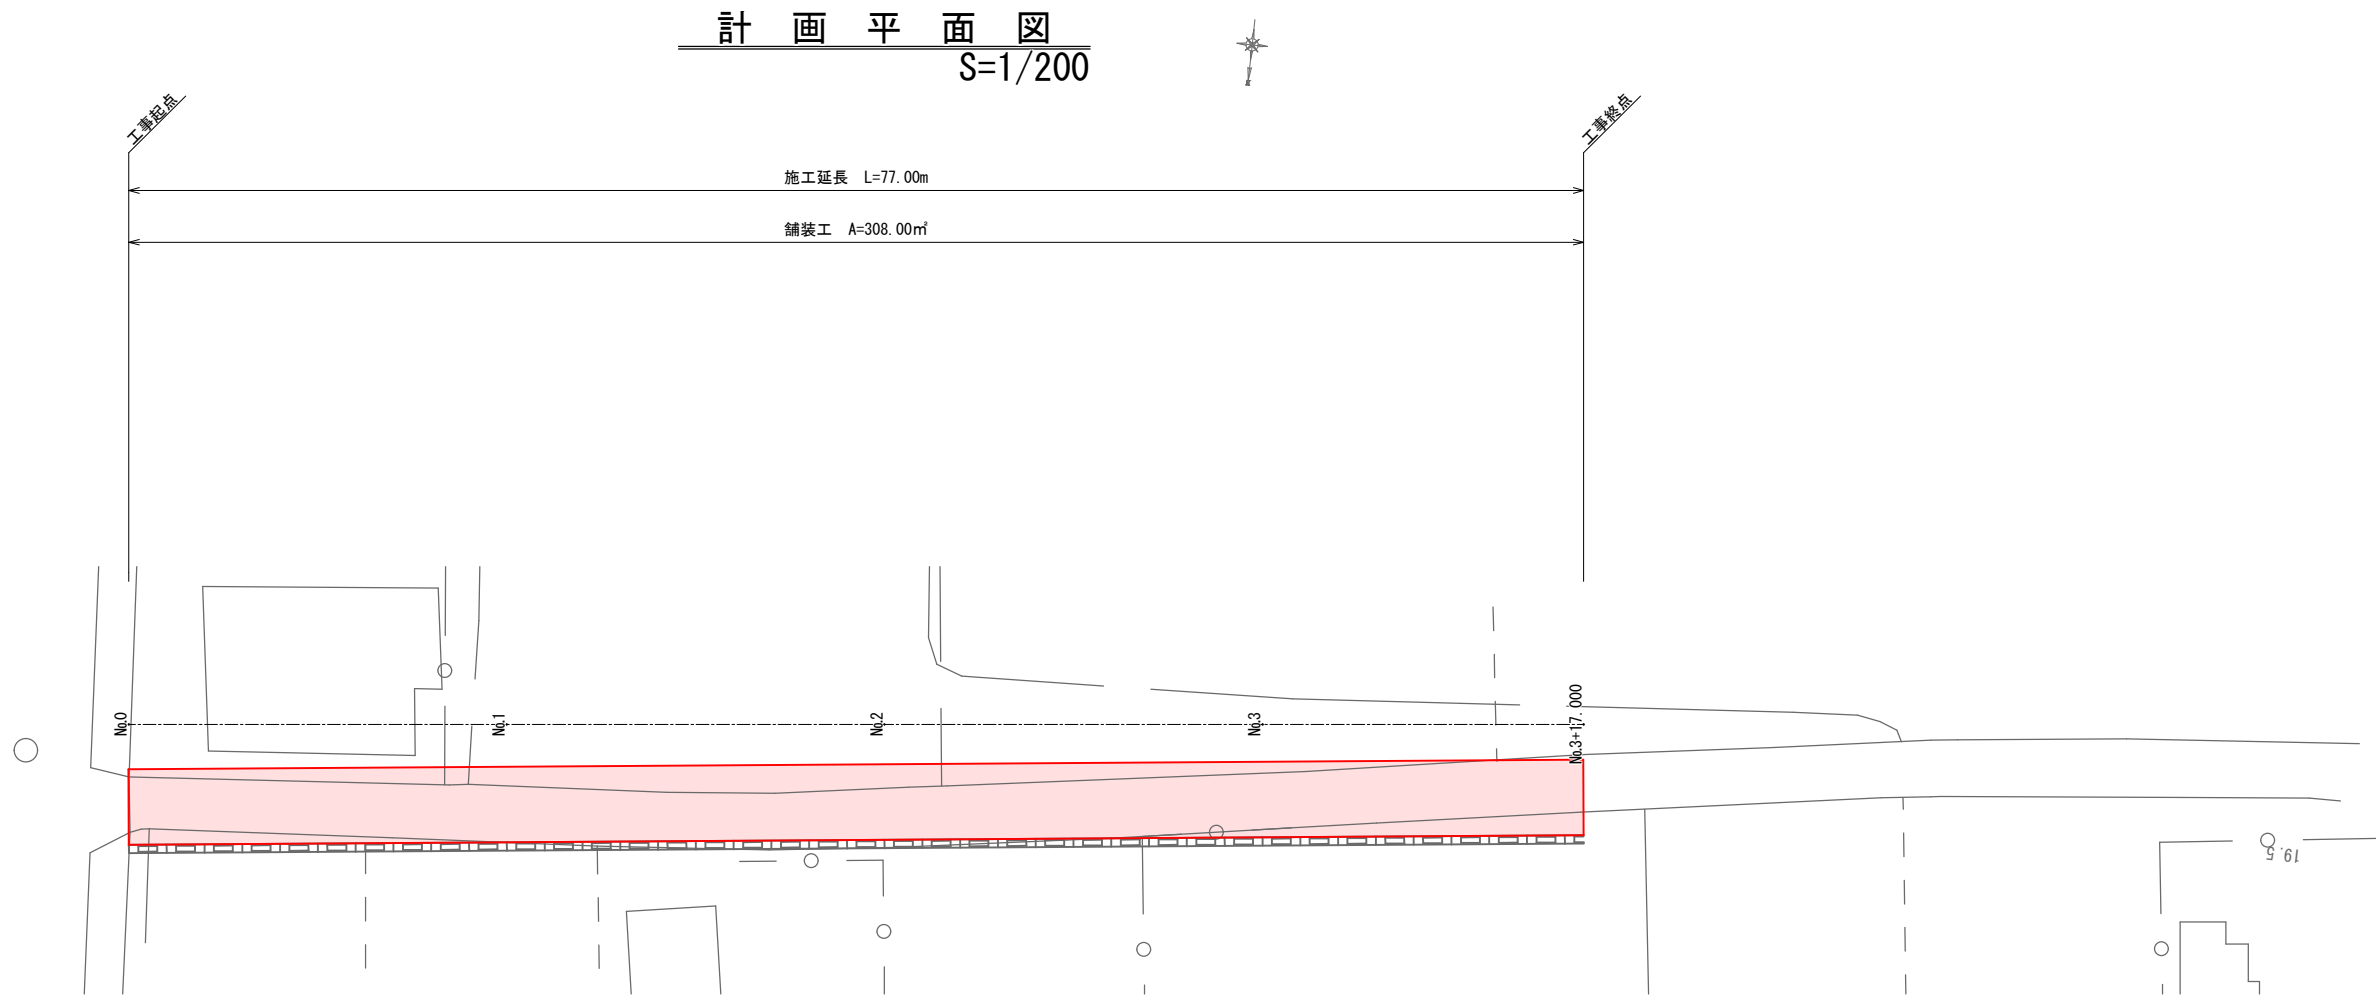 計 画 平 面 図
S=1/200
工事起点
工事終点
施工延長 L=77.00m
舗装工 A=308.00㎡
No.0
No.1
No.2
No.3
No.3+17.000
19.5